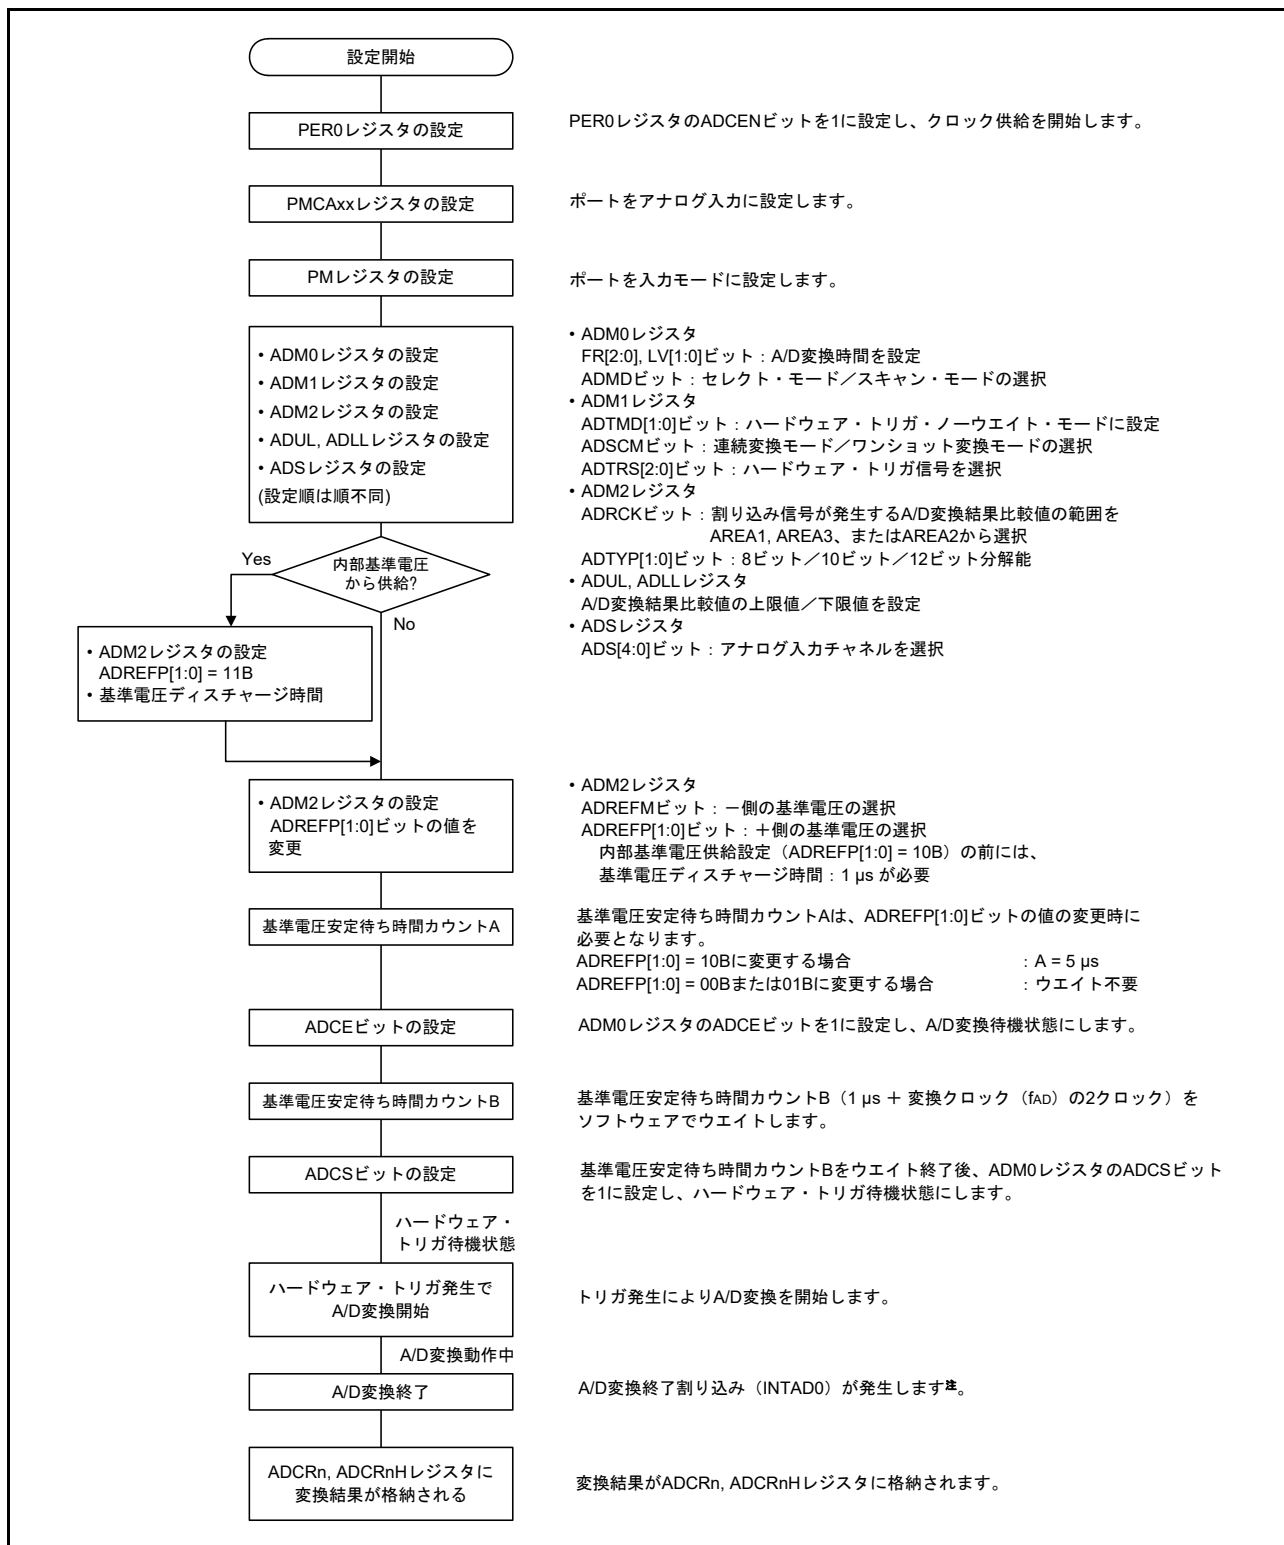 設定開始
PER0レジスタの設定
PER0レジスタのADCENビットを1に設定し、クロック供給を開始します。
PMCAxxレジスタの設定
ポートをアナログ入力に設定します。
PMレジスタの設定
ポートを入力モードに設定します。
• ADM0レジスタの設定
• ADM1レジスタの設定
• ADM2レジスタの設定
• ADUL, ADLLレジスタの設定
• ADSレジスタの設定
(設定順は順不同)
• ADM0レジスタ
FR[2:0], LV[1:0]ビット：A/D変換時間を設定
ADMDビット：セレクト・モード／スキャン・モードの選択
• ADM1レジスタ
ADTMD[1:0]ビット：ハードウェア・トリガ・ノーウエイト・モードに設定
ADSCMビット：連続変換モード／ワンショット変換モードの選択
ADTRS[2:0]ビット：ハードウェア・トリガ信号を選択
• ADM2レジスタ
ADRCKビット：割り込み信号が発生するA/D変換結果比較値の範囲を
AREA1, AREA3、またはAREA2から選択
ADTYP[1:0]ビット：8ビット／10ビット／12ビット分解能
• ADUL, ADLLレジスタ
A/D変換結果比較値の上限値／下限値を設定
• ADSレジスタ
ADS[4:0]ビット：アナログ入力チャネルを選択
Yes
内部基準電圧
から供給?
No
• ADM2レジスタの設定
ADREFP[1:0] = 11B
• 基準電圧ディスチャージ時間
• ADM2レジスタの設定
ADREFP[1:0]ビットの値を
変更
• ADM2レジスタ
ADREFMビット：－側の基準電圧の選択
ADREFP[1:0]ビット：＋側の基準電圧の選択
内部基準電圧供給設定（ADREFP[1:0] = 10B）の前には、
基準電圧ディスチャージ時間：1 µs が必要
基準電圧安定待ち時間カウントA
基準電圧安定待ち時間カウントAは、ADREFP[1:0]ビットの値の変更時に
必要となります。
ADREFP[1:0] = 10Bに変更する場合 ：A = 5 µs
ADREFP[1:0] = 00Bまたは01Bに変更する場合 ：ウエイト不要
ADCEビットの設定
ADM0レジスタのADCEビットを1に設定し、A/D変換待機状態にします。
基準電圧安定待ち時間カウントB
基準電圧安定待ち時間カウントB（1 µs ＋ 変換クロック（fAD）の2クロック）を
ソフトウェアでウエイトします。
ADCSビットの設定
基準電圧安定待ち時間カウントBをウエイト終了後、ADM0レジスタのADCSビット
を1に設定し、ハードウェア・トリガ待機状態にします。
ハードウェア・
トリガ待機状態
ハードウェア・トリガ発生で
A/D変換開始
トリガ発生によりA/D変換を開始します。
A/D変換動作中
A/D変換終了
A/D変換終了割り込み（INTAD0）が発生します注。
ADCRn, ADCRnHレジスタに
変換結果が格納される
変換結果がADCRn, ADCRnHレジスタに格納されます。